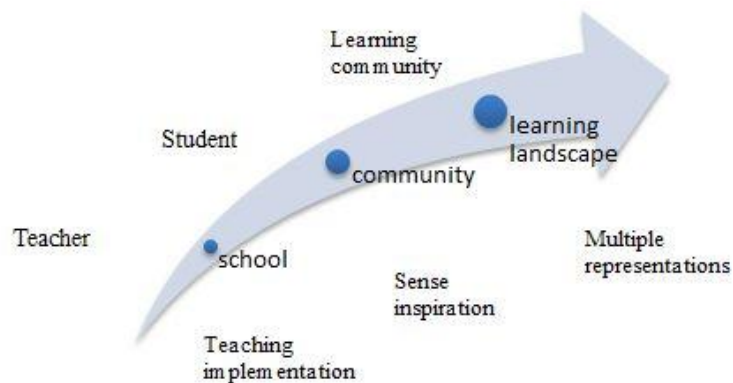 Learning
community
learning
landscape
Student
community
Teacher
school
Multiple
representations
Sense
inspiration
Teaching
implementation